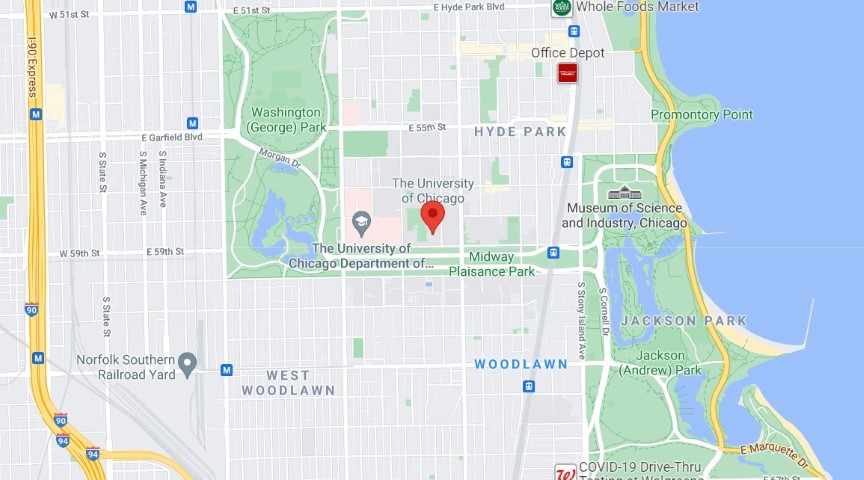 W 51st St
E 51st St
E Hyde Park Blvd
WHOLE FOODS
Whole Foods Market
I-90 Express
M
Office Depot
M
Washington
(George) Park
Promontory Point
M
E 55th St
HYDE PARK
E Garfield Blvd
Morgan Dr
S State St
S Michigan Ave
S Indiana Ave
The University
of Chicago
Museum of Science
and Industry, Chicago
The University of
Chicago Department of...
W 59th St
E 59th St
Midway
Plaisance Park
S State St
S Stony Island Ave
S Cornell Dr
90
JACKSON PARK
M
Norfolk Southern
Railroad Yard
M
WEST
WOODLAWN
WOODLAWN
Jackson
(Andrew) Park
90
94
94
E Marquette Dr
COVID-19 Drive-Thru
Testing at Walgreens
E 67th St